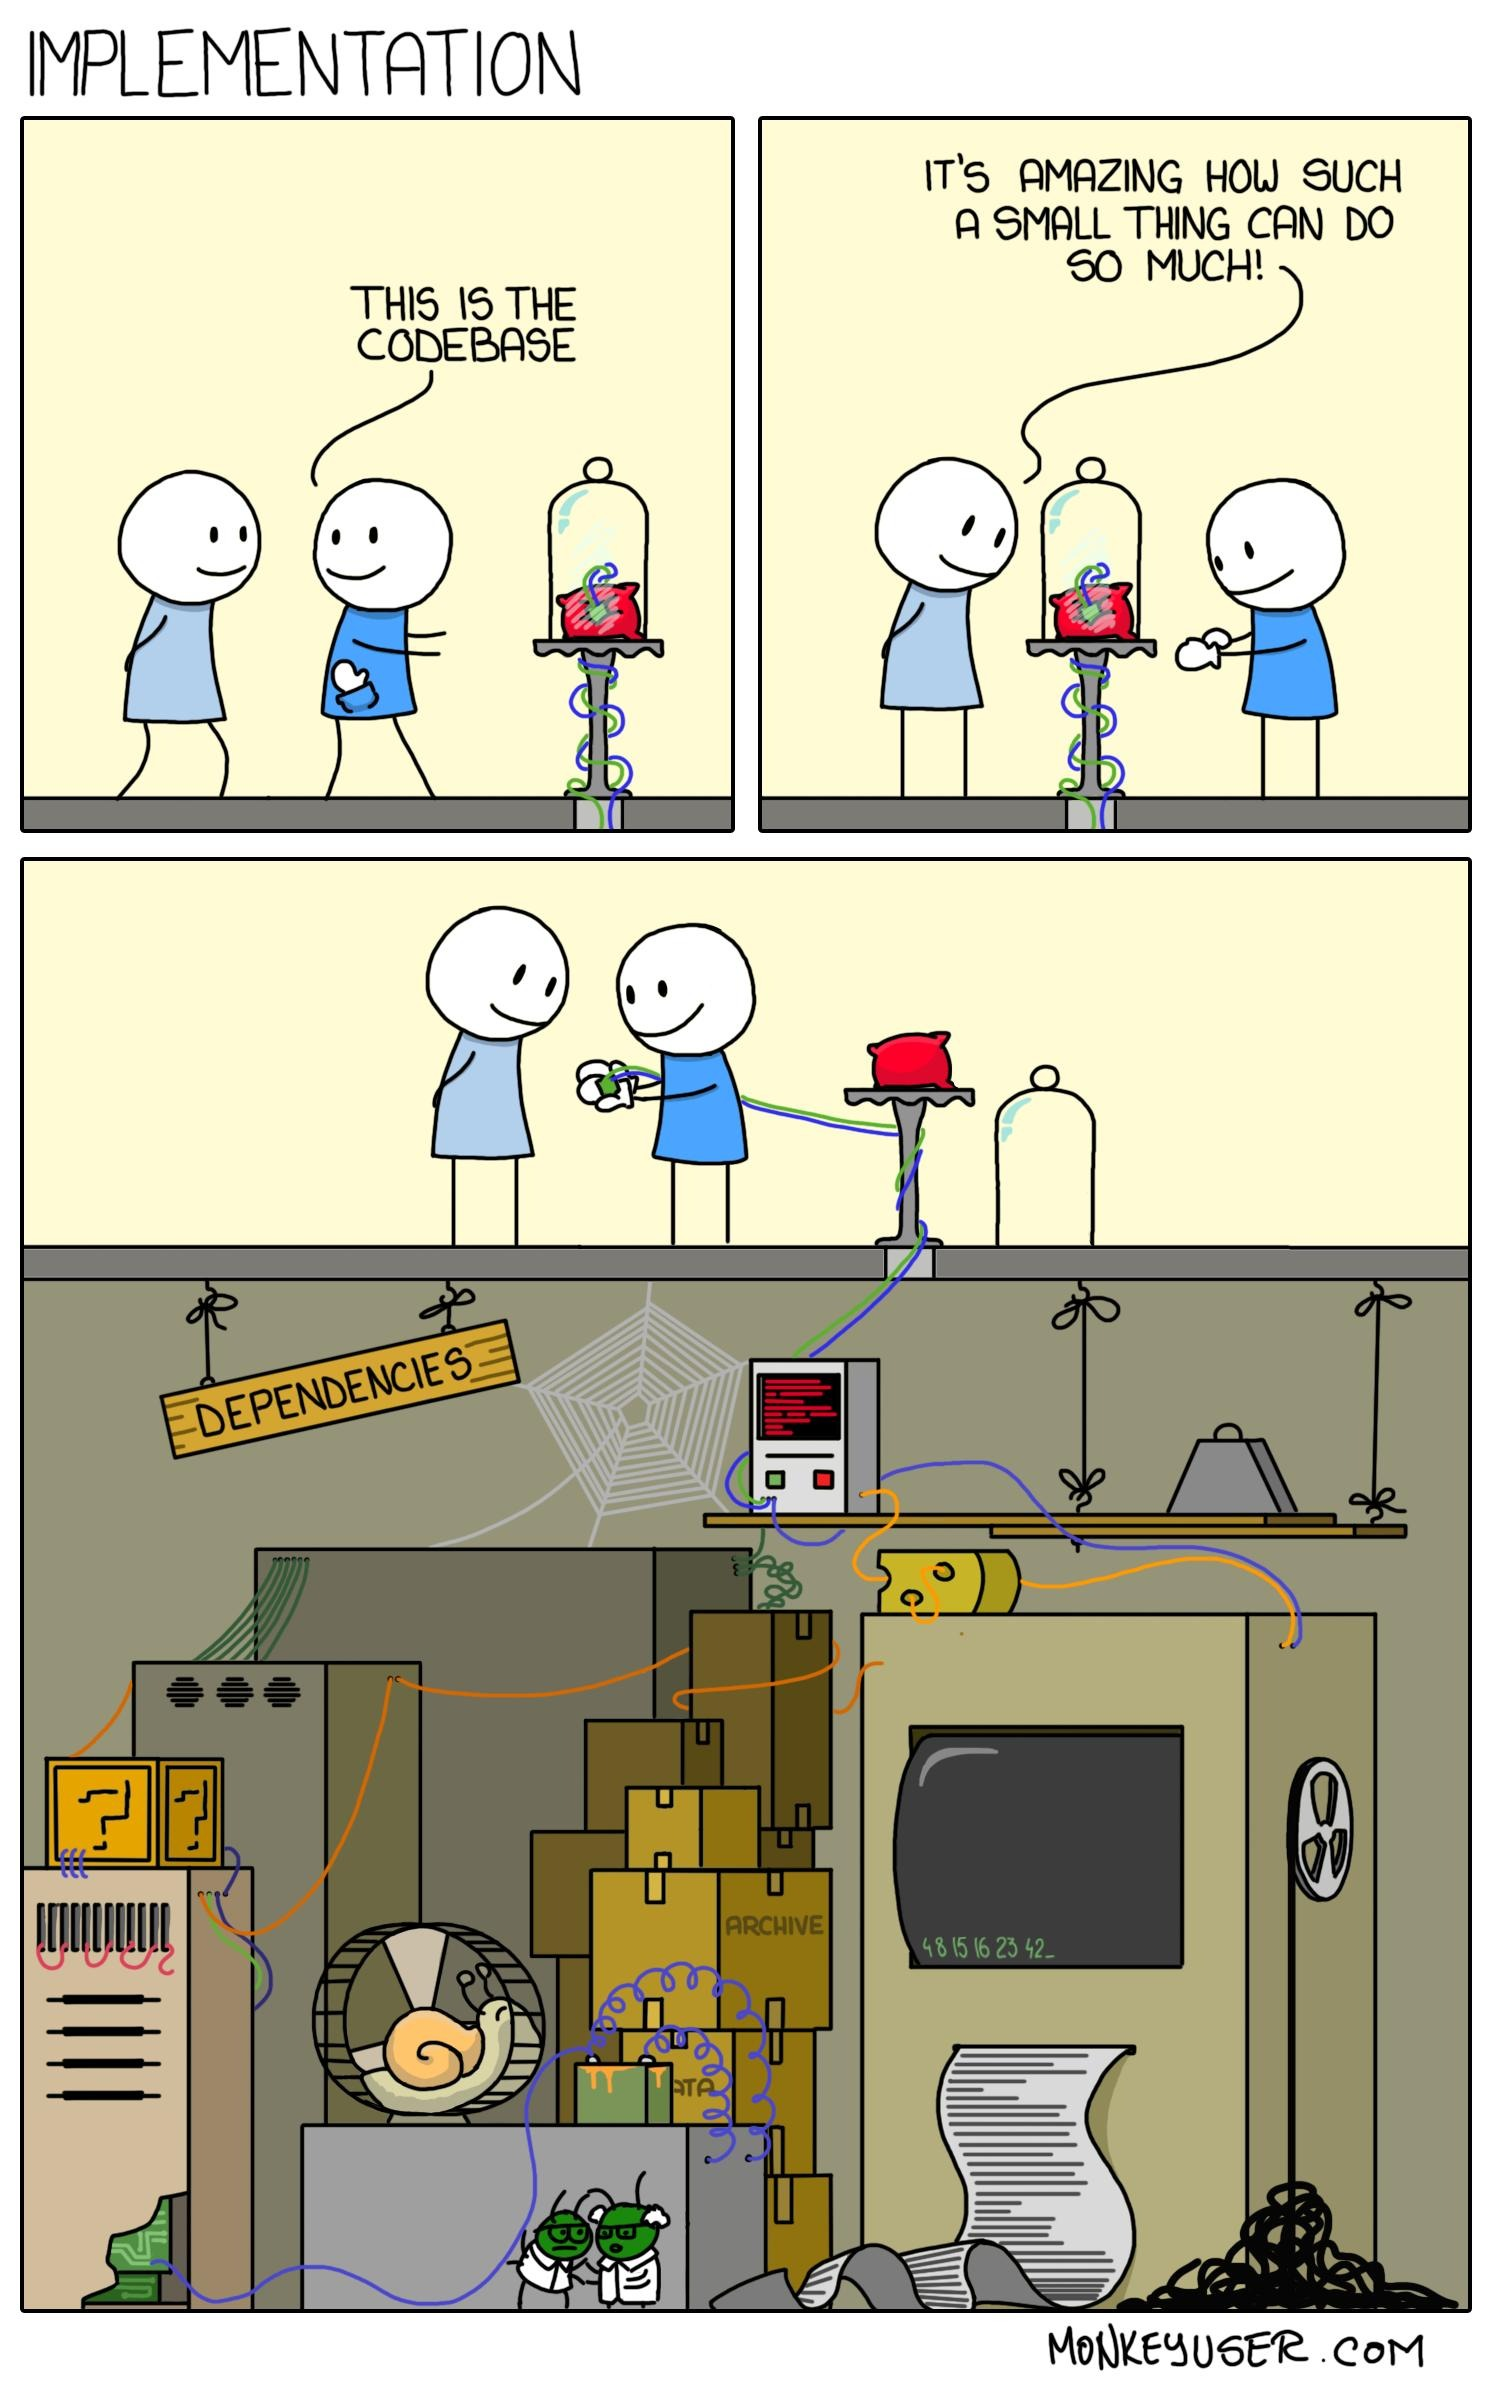 IMPLEMENTATION
THIS IS THE
CODEBASE
IT'S AMAZING HOW SUCH
A SMALL THING CAN DO
SO MUCH!
DEPENDENCIES
ARCHIVE
4 8 15 16 23 42_
ATA
MONKEYUSER.COM